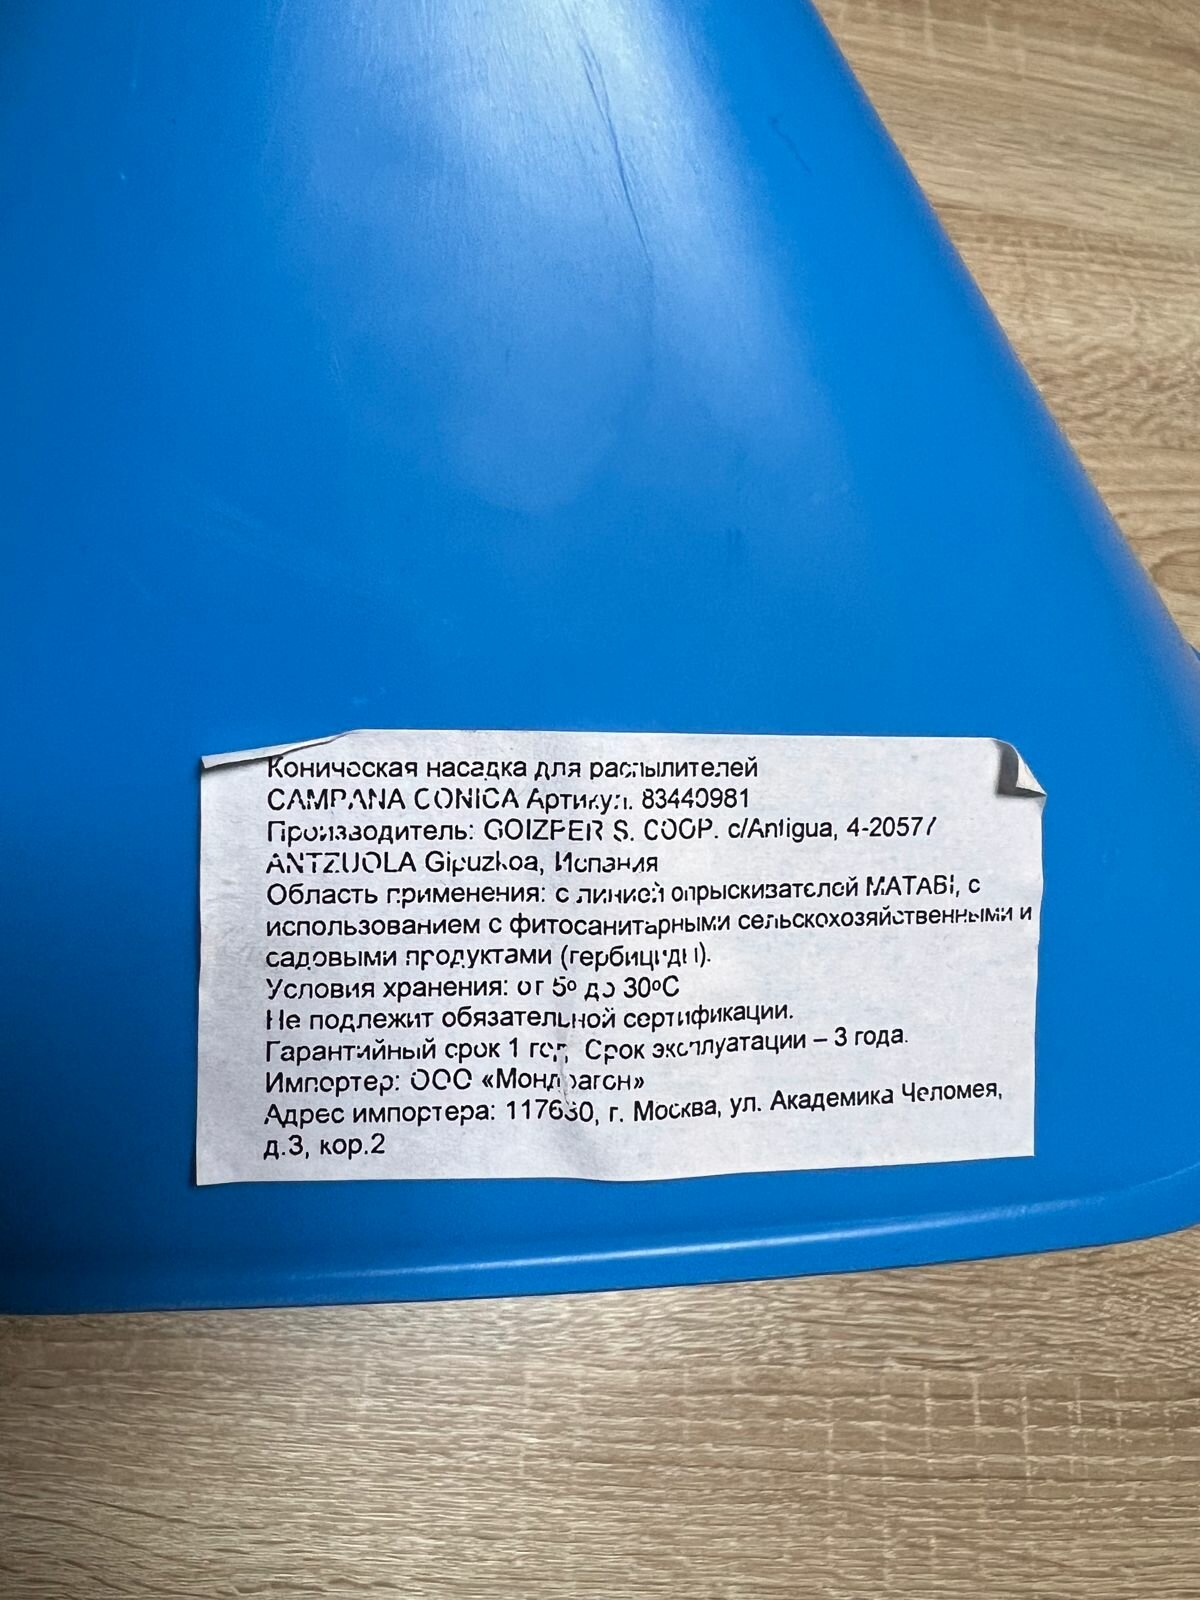 Коническая насадка для распылителей
CAMPANA CONICA Артикул. 83440981
Производитель: GOIZPER S. COOP. c/Antigua, 4-20577
ANTZUOLA Gipuzkoa, Испания
Область применения: с линией опрыскивателей MATABI, с
использованием с фитосанитарными сельскохозяйственными и
садовыми продуктами (гербициды).
Условия хранения: от 5º до 30ºС
Не подлежит обязательной сертификации.
Гарантийный срок 1 год, Срок эксплуатации – 3 года.
Импортер: ООО «Мондрагон»
Адрес импортера: 117630, г. Москва, ул. Академика Челомея,
д.3, кор.2